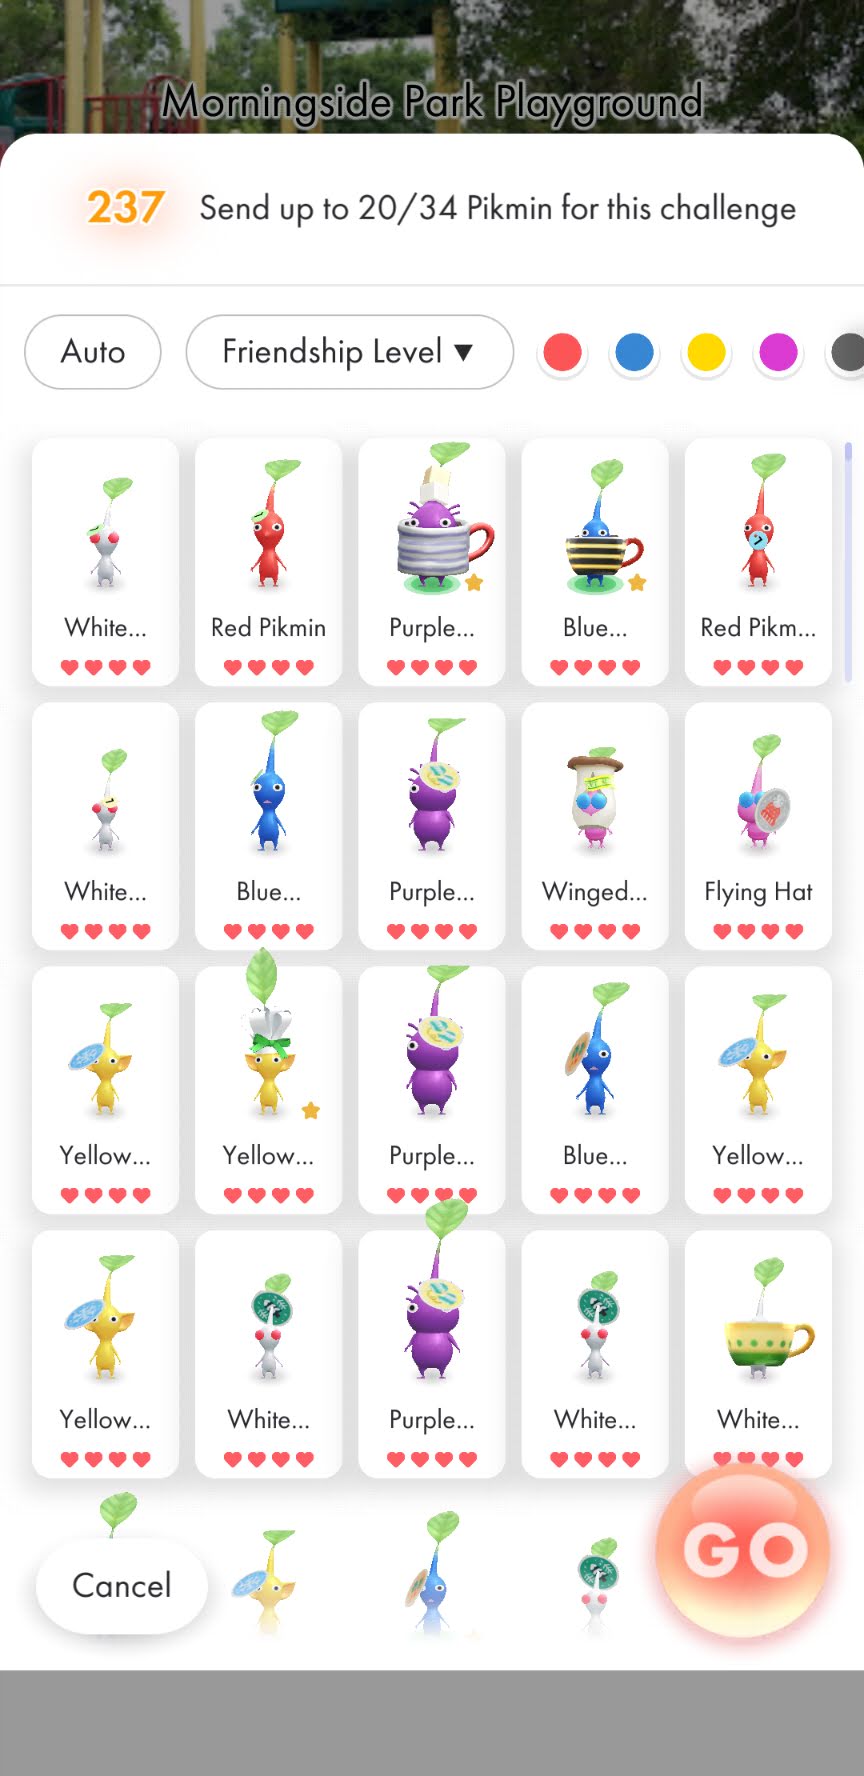 Morningside Park Playground
237 Send up to 20/34 Pikmin for this challenge
Auto Friendship Level ▼
White... Red Pikmin Purple... Blue... Red Pikm...
White... Blue... Purple... Winged... Flying Hat
Yellow... Yellow... Purple... Blue... Yellow...
Yellow... White... Purple... White... White...
Cancel GO